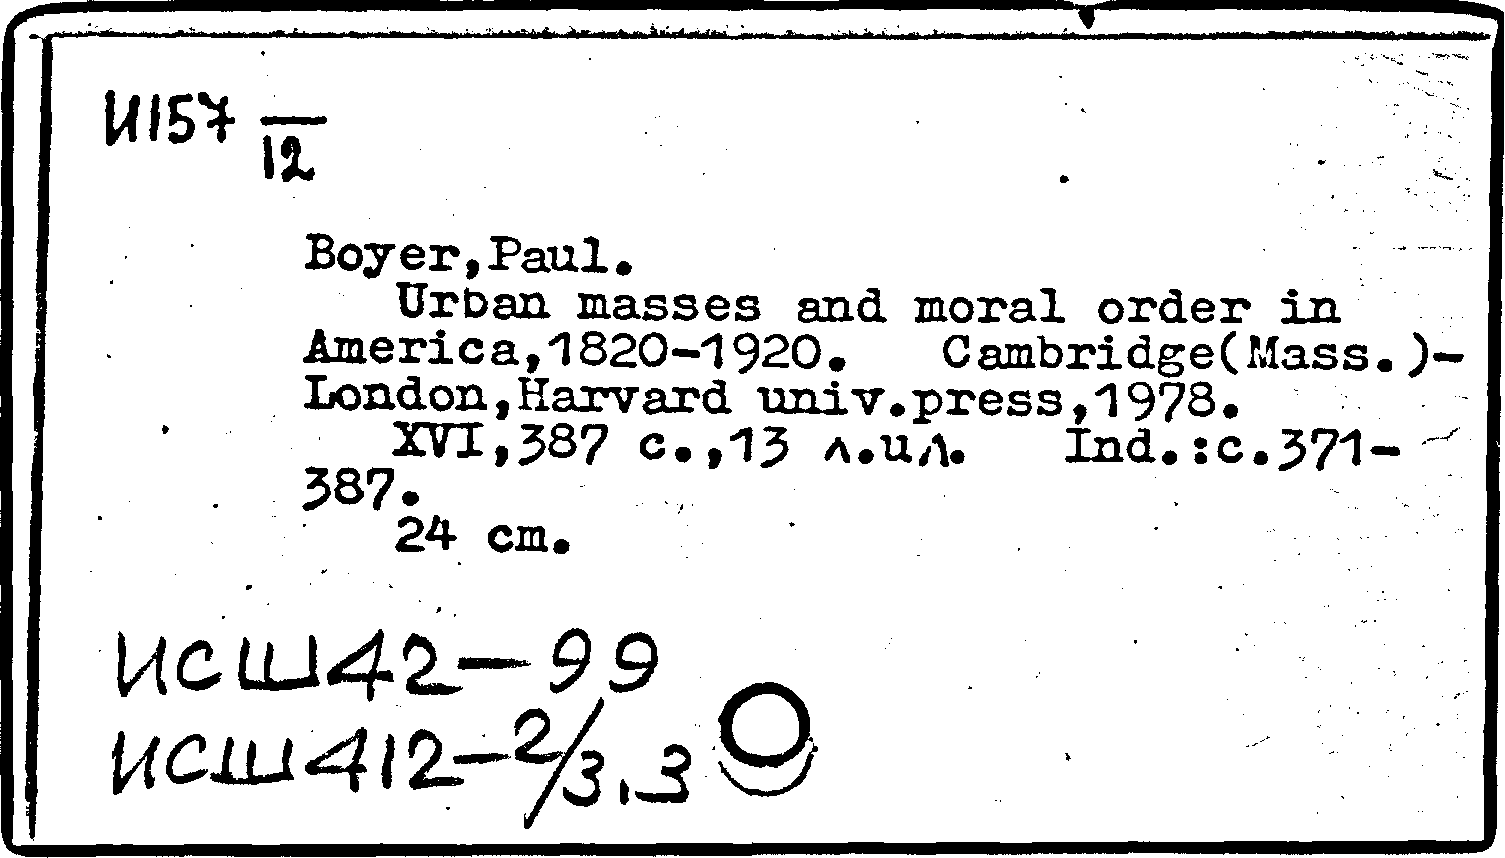 И157 —
12
Boyer,Paul.
Urban masses and moral order in
America,1820-1920. Cambridge(Mass.)-
London,Harvard univ.press,1978.
XVI,387 с.,13 л.ил. Ind.:с.371-
387.
24 cm.
ИСШ42-99
ИСШ412-2/3.3